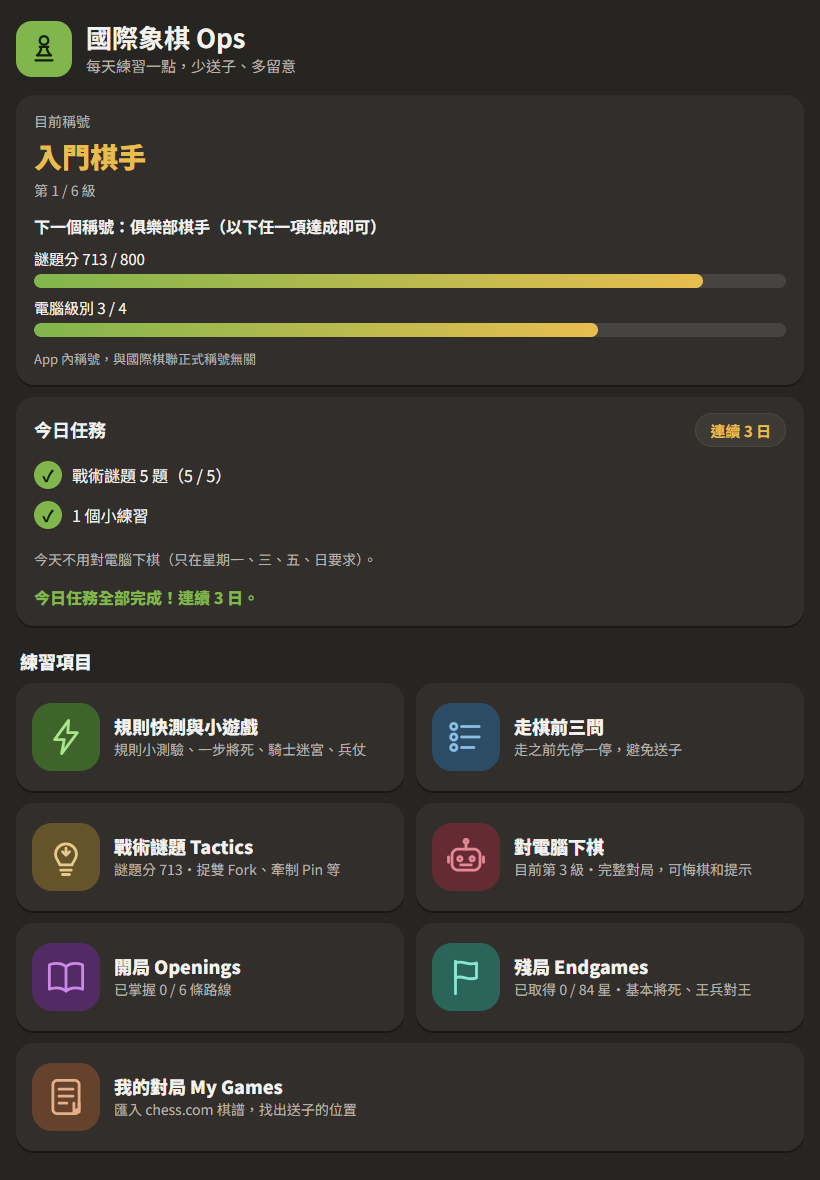 國際象棋 Ops
每天練習一點，少送子、多留意
目前稱號
入門棋手
第 1 / 6 級
下一個稱號：俱樂部棋手（以下任一項達成即可）
謎題分 713 / 800
電腦級別 3 / 4
App 內稱號，與國際棋聯正式稱號無關
今日任務
連續 3 日
戰術謎題 5 題（5 / 5）
1 個小練習
今天不用對電腦下棋（只在星期一、三、五、日要求）。
今日任務全部完成！連續 3 日。
練習項目
規則快測與小遊戲
規則小測驗、一步將死、騎士迷宮、兵仗
走棋前三問
走之前先停一停，避免送子
戰術謎題 Tactics
謎題分 713・捉雙 Fork、牽制 Pin 等
對電腦下棋
目前第 3 級・完整對局，可悔棋和提示
開局 Openings
已掌握 0 / 6 條路線
殘局 Endgames
已取得 0 / 84 星・基本將死、王兵對王
我的對局 My Games
匯入 chess.com 棋譜，找出送子的位置